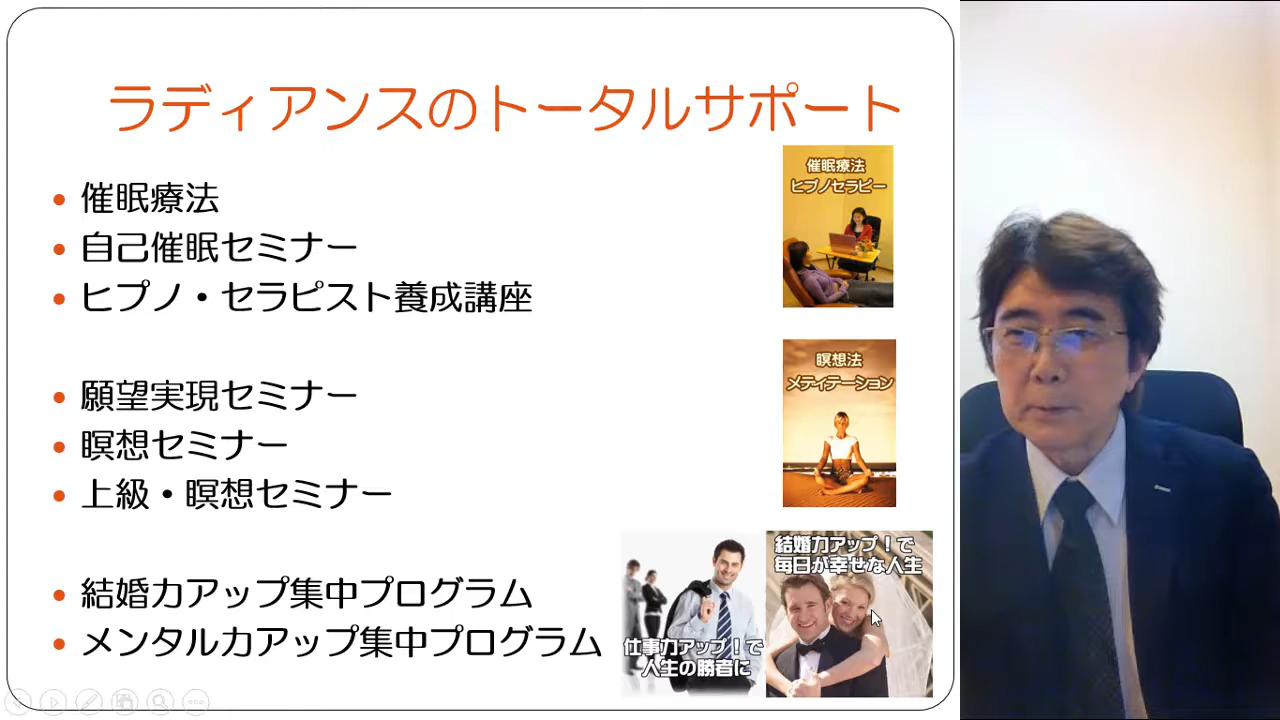 ラディアンスのトータルサポート
催眠療法
自己催眠セミナー
ヒプノ・セラピスト養成講座
願望実現セミナー
瞑想セミナー
上級・瞑想セミナー
結婚力アップ集中プログラム
メンタル力アップ集中プログラム
催眠療法
ヒプノセラピー
瞑想法
メディテーション
仕事力アップ!で
人生の勝者に
結婚力アップ!で
毎日が幸せな人生